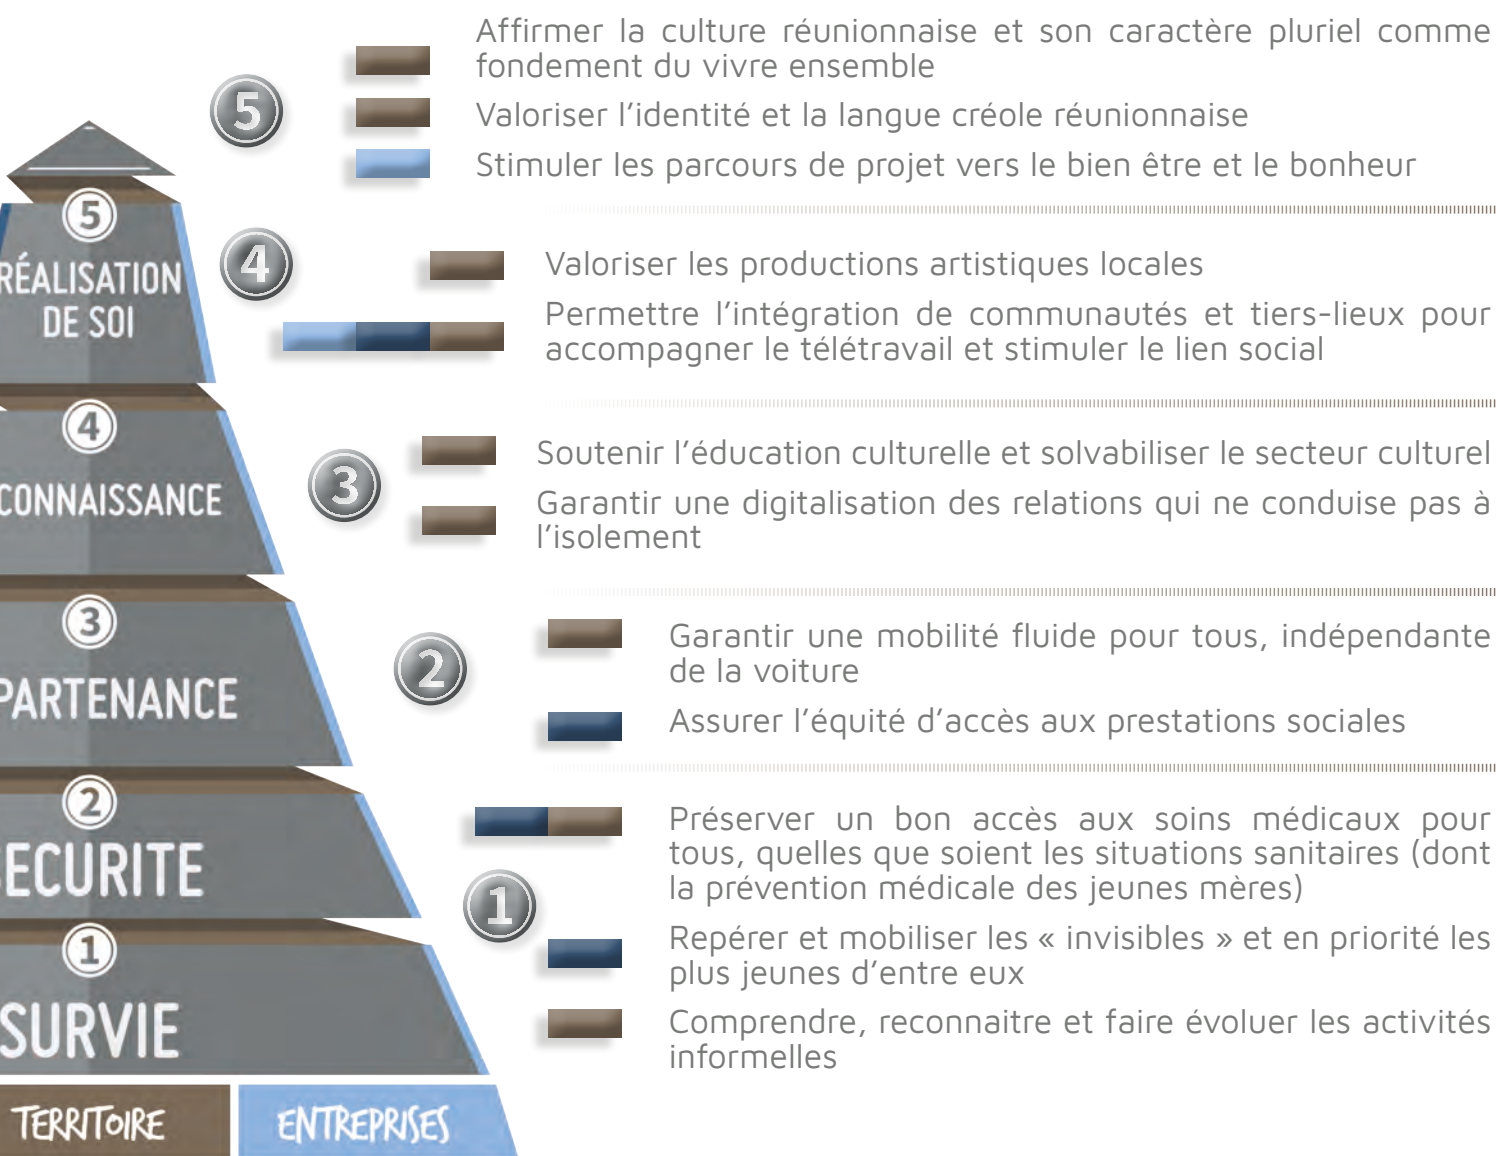 Affirmer la culture réunionnaise et son caractère pluriel comme
fondement du vivre ensemble
5
Valoriser l’identité et la langue créole réunionnaise
Stimuler les parcours de projet vers le bien être et le bonheur
5
RÉALISATION
DE SOI
4
Valoriser les productions artistiques locales
Permettre l’intégration de communautés et tiers-lieux pour
accompagner le télétravail et stimuler le lien social
4
CONNAISSANCE
3
Soutenir l’éducation culturelle et solvabiliser le secteur culturel
Garantir une digitalisation des relations qui ne conduise pas à
l’isolement
3
PARTENANCE
2
Garantir une mobilité fluide pour tous, indépendante
de la voiture
Assurer l’équité d’accès aux prestations sociales
2
SECURITE
1
Préserver un bon accès aux soins médicaux pour
tous, quelles que soient les situations sanitaires (dont
la prévention médicale des jeunes mères)
Repérer et mobiliser les « invisibles » et en priorité les
plus jeunes d’entre eux
Comprendre, reconnaitre et faire évoluer les activités
informelles
1
SURVIE
TERRITOIRE
ENTREPRISES